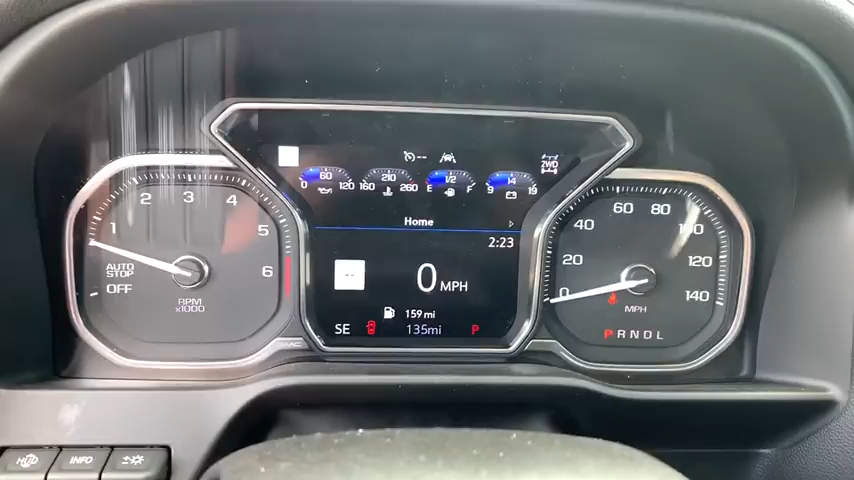 2WD
0 60 120
160 210 260
E 1/2 F
9 14 19
Home
2:23
--
0 MPH
159 mi
SE 135mi P
1 2 3 4 5 6
AUTO STOP
OFF
RPM
x1000
0 20 40 60 80 100 120 140
MPH
PRNDL
GMC
HUD INFO